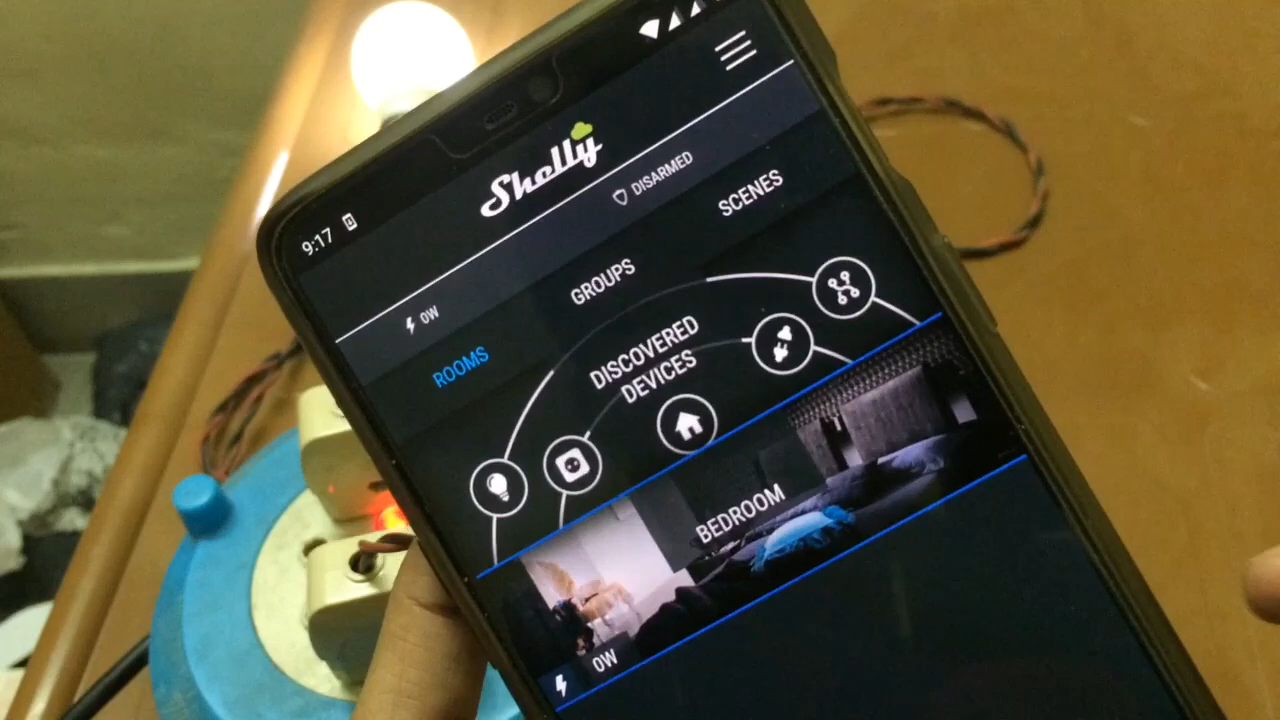 9:17
Shelly
0W
DISARMED
ROOMS
GROUPS
SCENES
DISCOVERED
DEVICES
BEDROOM
0W